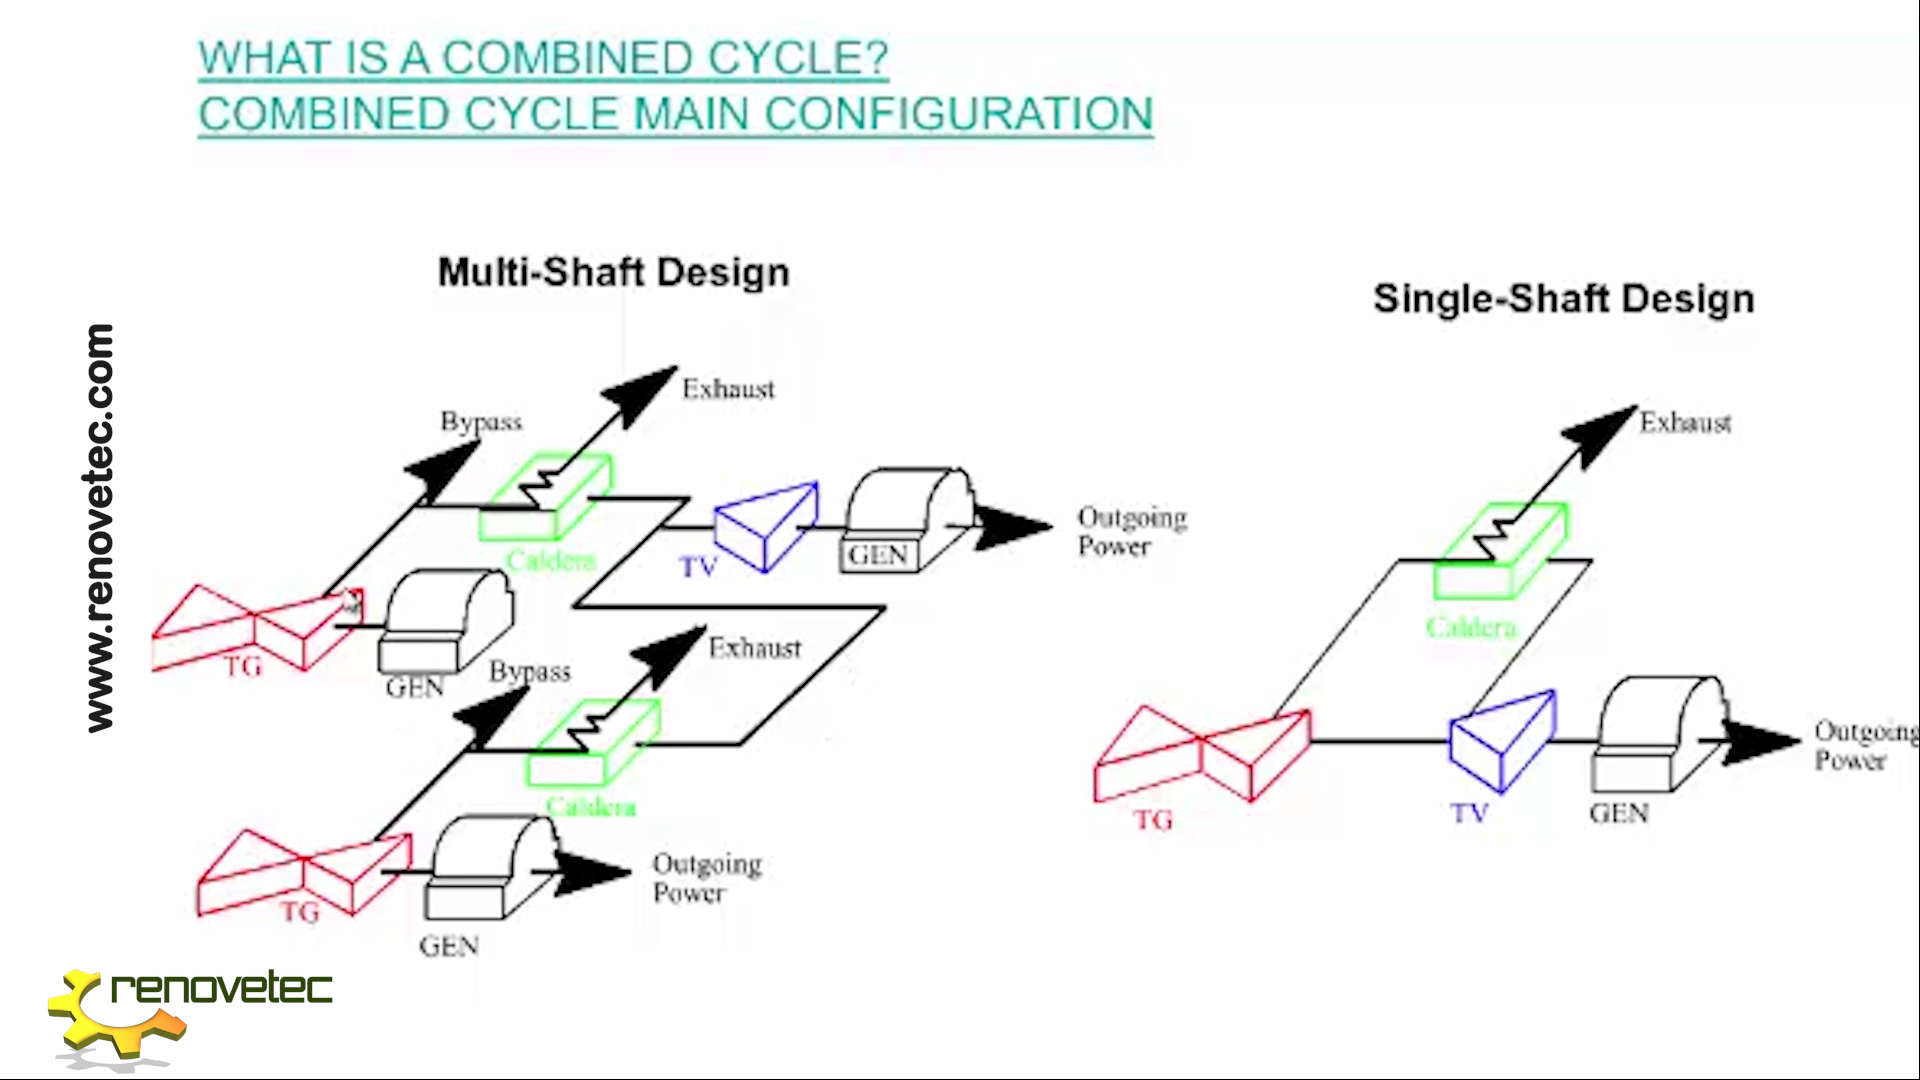 WHAT IS A COMBINED CYCLE?
COMBINED CYCLE MAIN CONFIGURATION
www.renovetec.com
Multi-Shaft Design
Exhaust
Bypass
Caldera
TV
GEN
Outgoing
Power
TG
GEN
Bypass
Exhaust
Caldera
TG
GEN
Outgoing
Power
Single-Shaft Design
Exhaust
Caldera
TG
TV
GEN
Outgoing
Power
renovetec